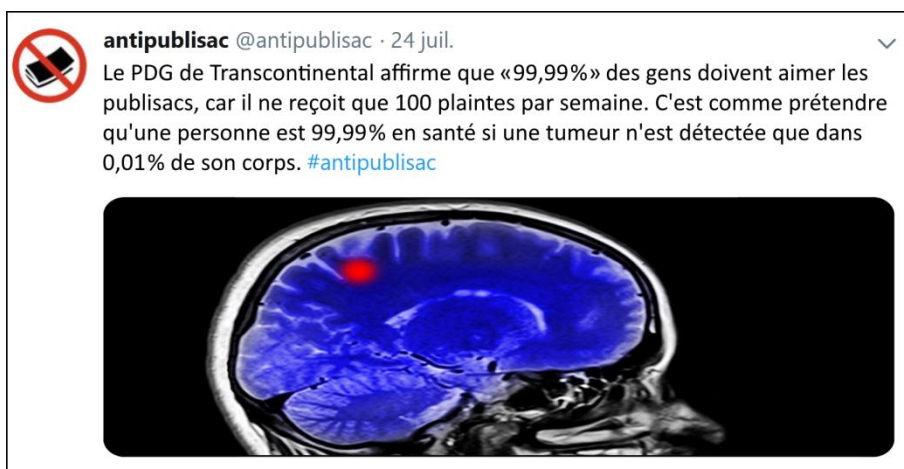 antipublisac @antipublisac · 24 juil.
Le PDG de Transcontinental affirme que «99,99%» des gens doivent aimer les
publisacs, car il ne reçoit que 100 plaintes par semaine. C'est comme prétendre
qu'une personne est 99,99% en santé si une tumeur n'est détectée que dans
0,01% de son corps. #antipublisac